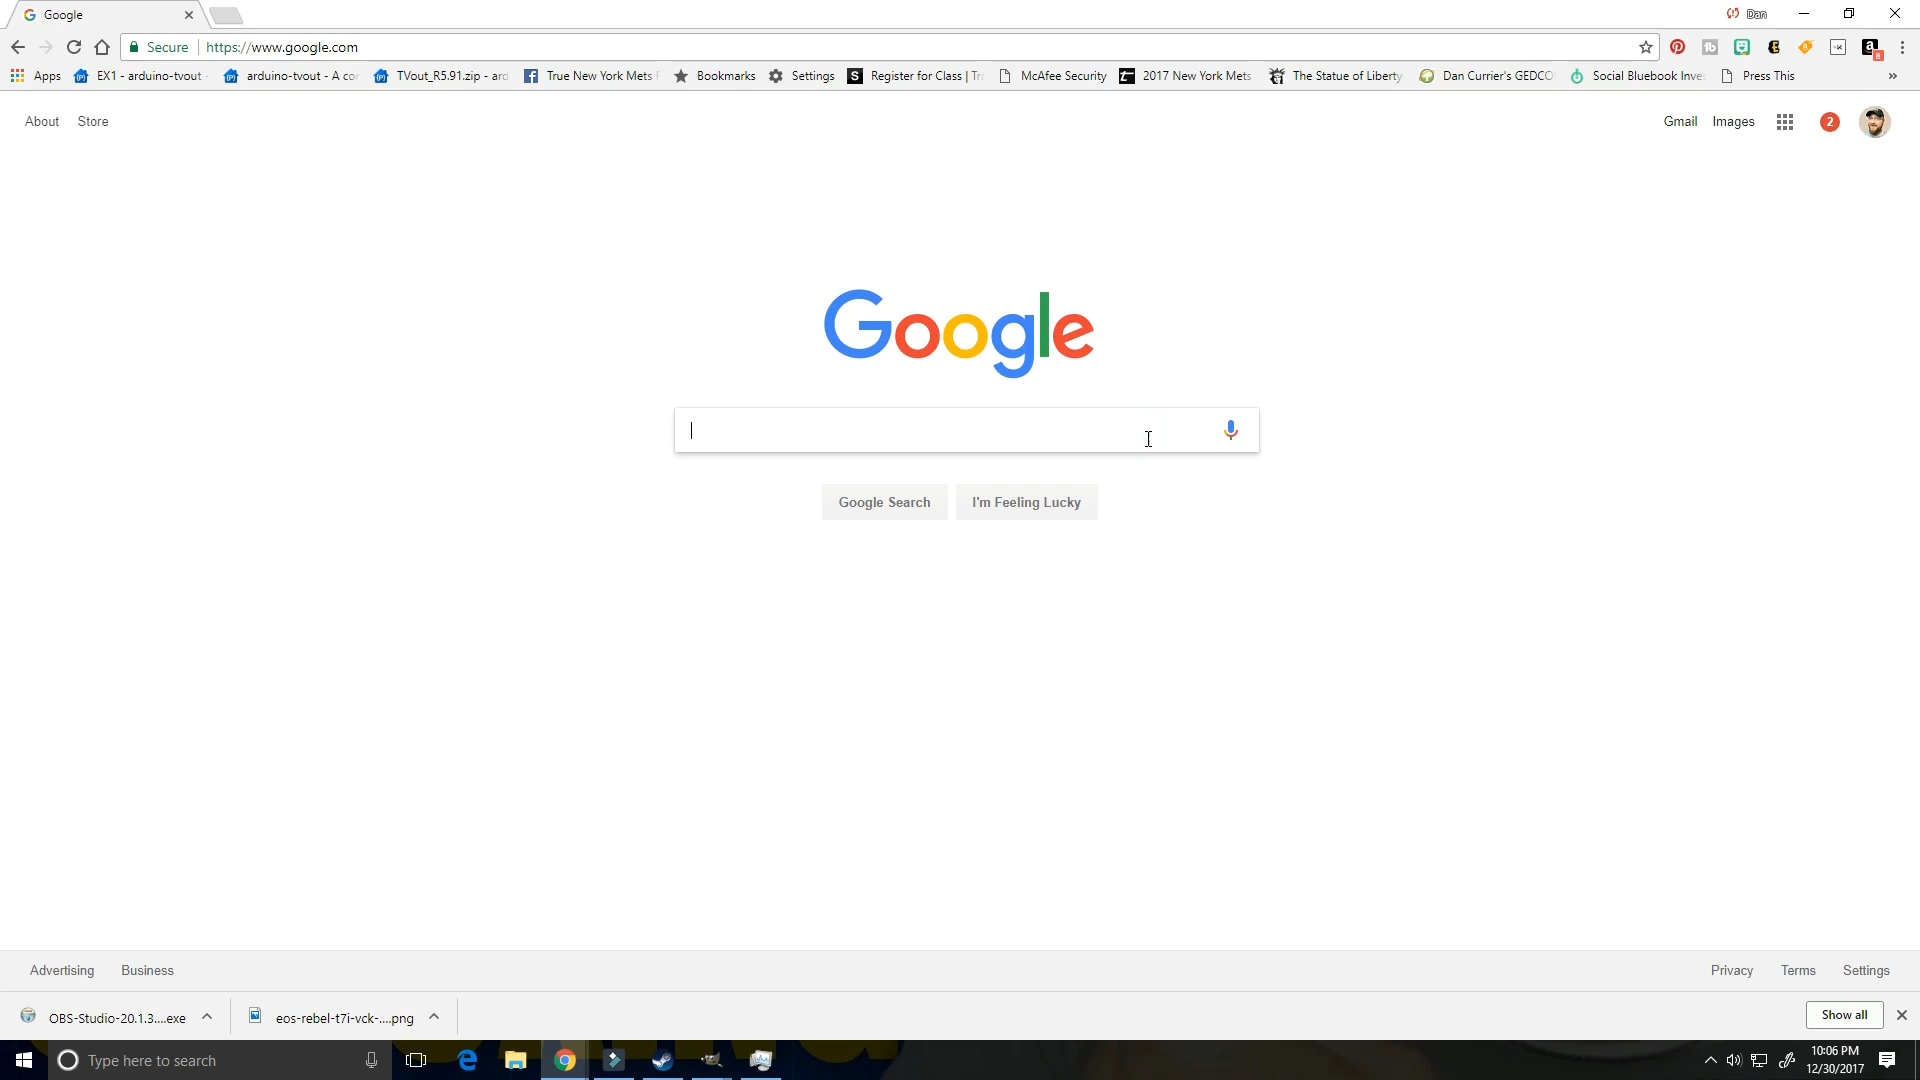 Google
Dan
Secure https://www.google.com
Apps EX1 - arduino-tvout - arduino-tvout - A co TVout_R5.91.zip - ard True New York Mets Bookmarks Settings Register for Class | Tr McAfee Security 2017 New York Mets The Statue of Liberty Dan Currier's GEDCO Social Bluebook Inve Press This »
About Store
Gmail Images 2
Google
Google Search I'm Feeling Lucky
Advertising Business
Privacy Terms Settings
OBS-Studio-20.1.3....exe eos-rebel-t7i-vck-....png
Show all
Type here to search
10:06 PM
12/30/2017